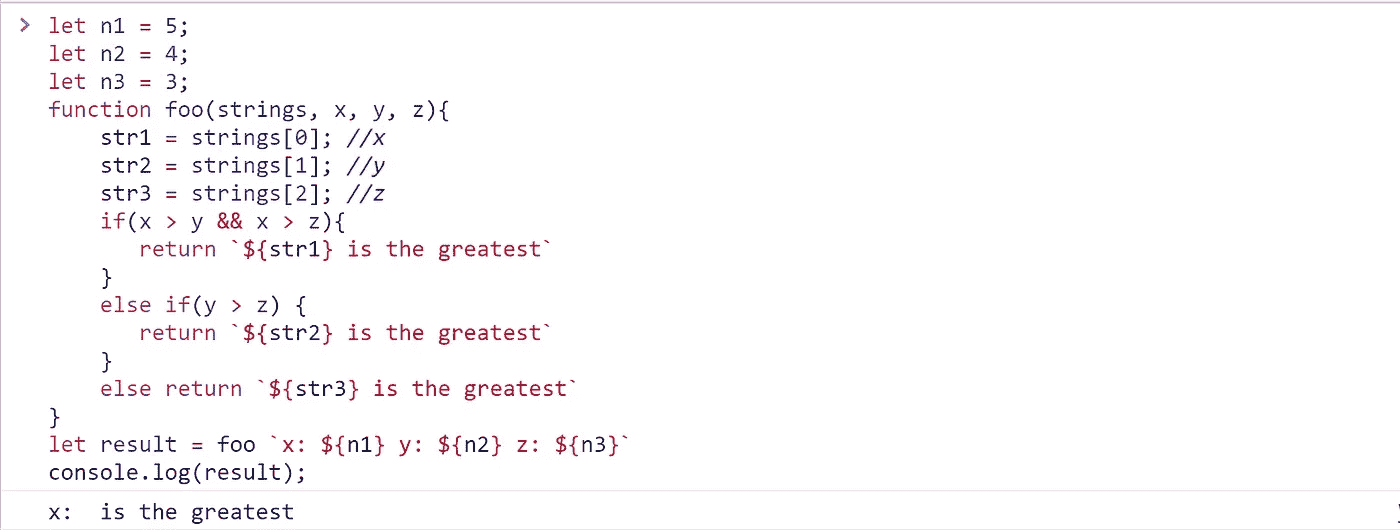 > let n1 = 5;
let n2 = 4;
let n3 = 3;
function foo(strings, x, y, z){
    str1 = strings[0]; //x
    str2 = strings[1]; //y
    str3 = strings[2]; //z
    if(x > y && x > z){
       return `${str1} is the greatest`
    }
    else if(y > z) {
       return `${str2} is the greatest`
    }
    else return `${str3} is the greatest`
}
let result = foo `x: ${n1} y: ${n2} z: ${n3}`
console.log(result);
x:  is the greatest